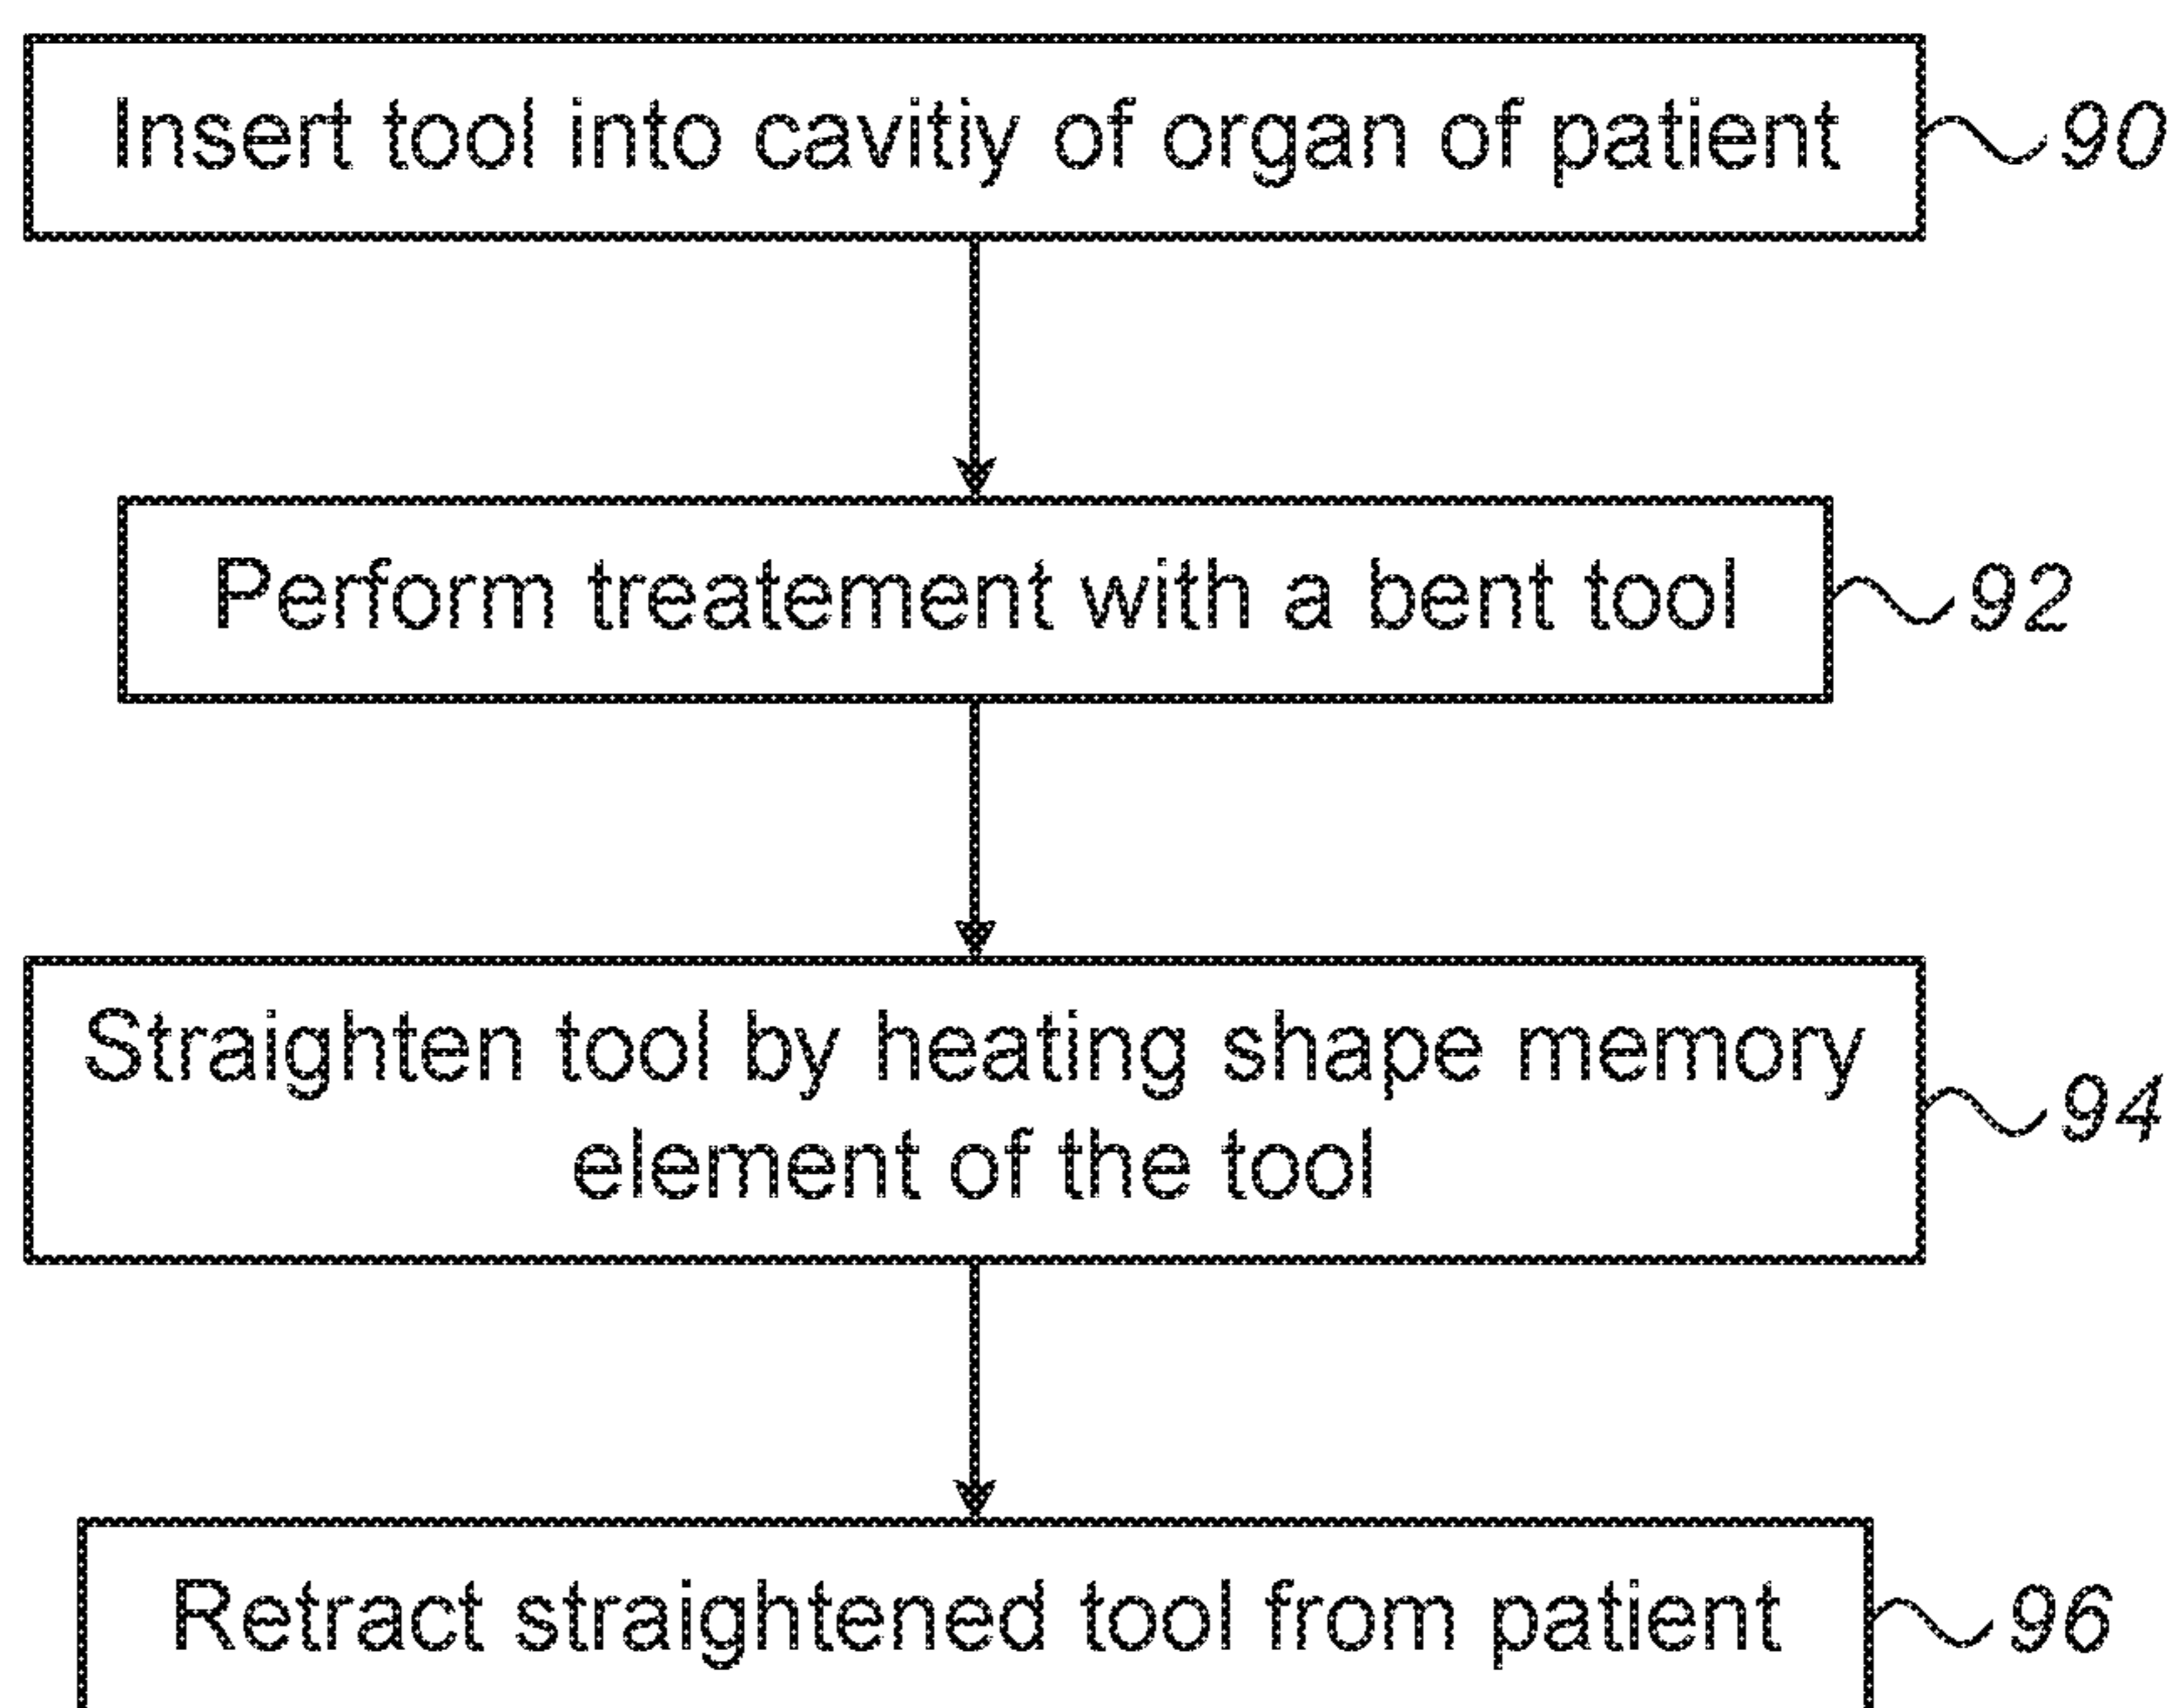 Insert tool into cavitiy of organ of patient 90
Perform treatement with a bent tool 92
Straighten tool by heating shape memory
element of the tool
94
Retract straightened tool from patient 96